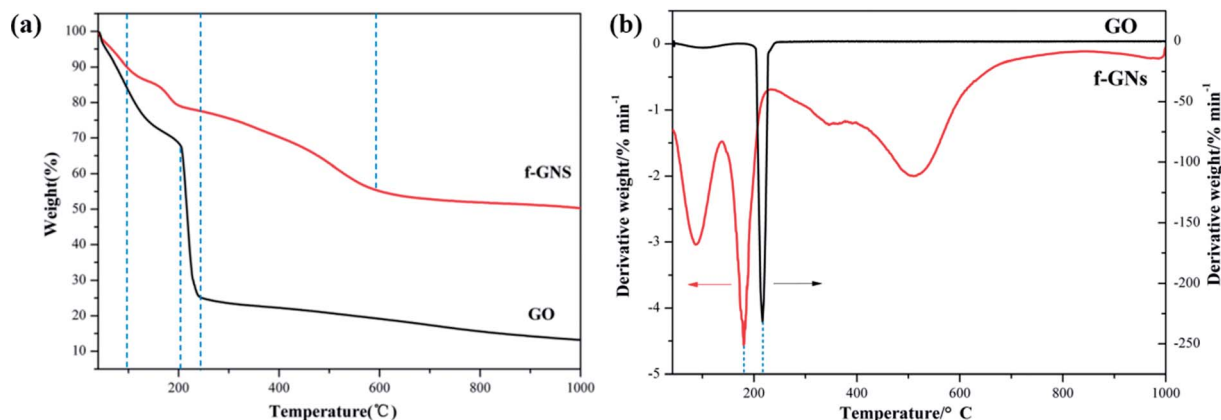 (a)
100
90
80
70
60
50
40
30
20
10
Weight(%)
f-GNS
GO
200
400
600
800
1000
Temperature(℃)
(b)
0
-1
-2
-3
-4
-5
Derivative weight/% min⁻¹
GO
f-GNs
0
-50
-100
-150
-200
-250
Derivative weight/% min⁻¹
200
400
600
800
1000
Temperature/° C